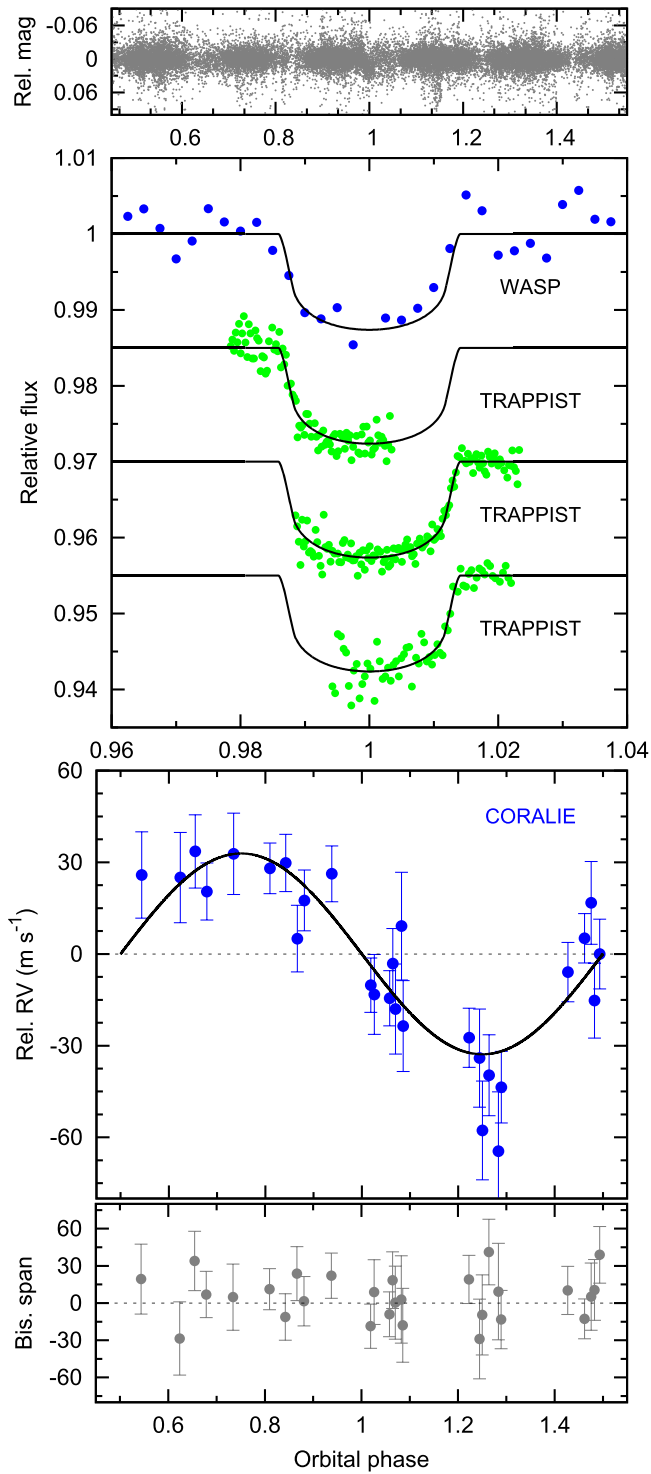 -0.06
Rel. mag
0
0.06
0.6 0.8 1 1.2 1.4
1.01
1
WASP
0.99
0.98
TRAPPIST
Relative flux
0.97
TRAPPIST
0.96
0.95
TRAPPIST
0.94
0.96 0.98 1 1.02 1.04
60
CORALIE
30
Rel. RV (m s-1)
0
-30
-60
60
30
Bis. span
0
-30
-60
0.6 0.8 1 1.2 1.4
Orbital phase